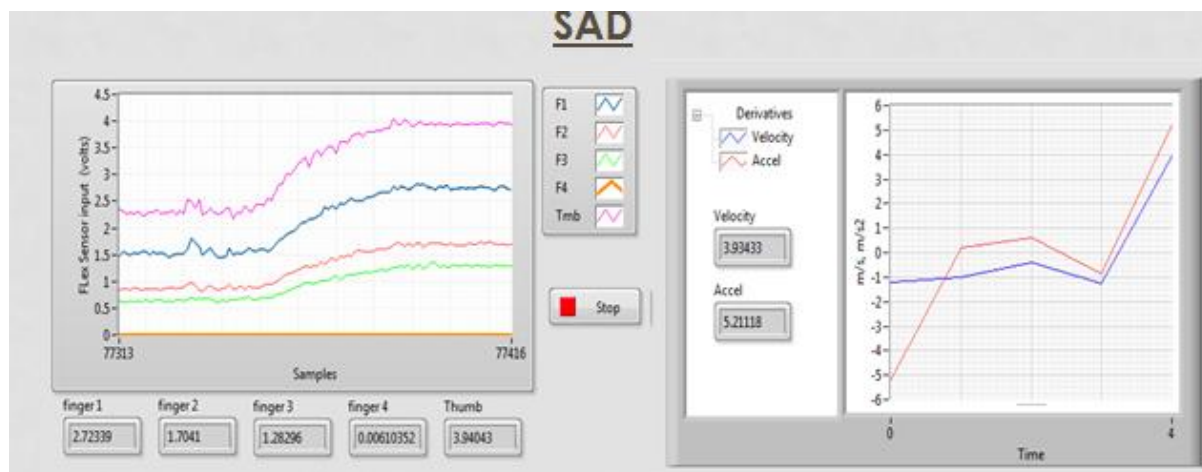 SAD
FLex Sensor input (volts)
4.5
4
3.5
3
2.5
2
1.5
1
0.5
0
77313
77416
Samples
F1
F2
F3
F4
Tmb
Stop
finger1
finger 2
finger 3
finger 4
Thumb
2.72339
1.7041
1.28296
0.00610352
3.94043
Derivatives
Velocity
Accel
Velocity
3.93433
Accel
5.21118
m/s, m/s2
6
5
4
3
2
1
0
-1
-2
-3
-4
-5
-6
0
4
Time